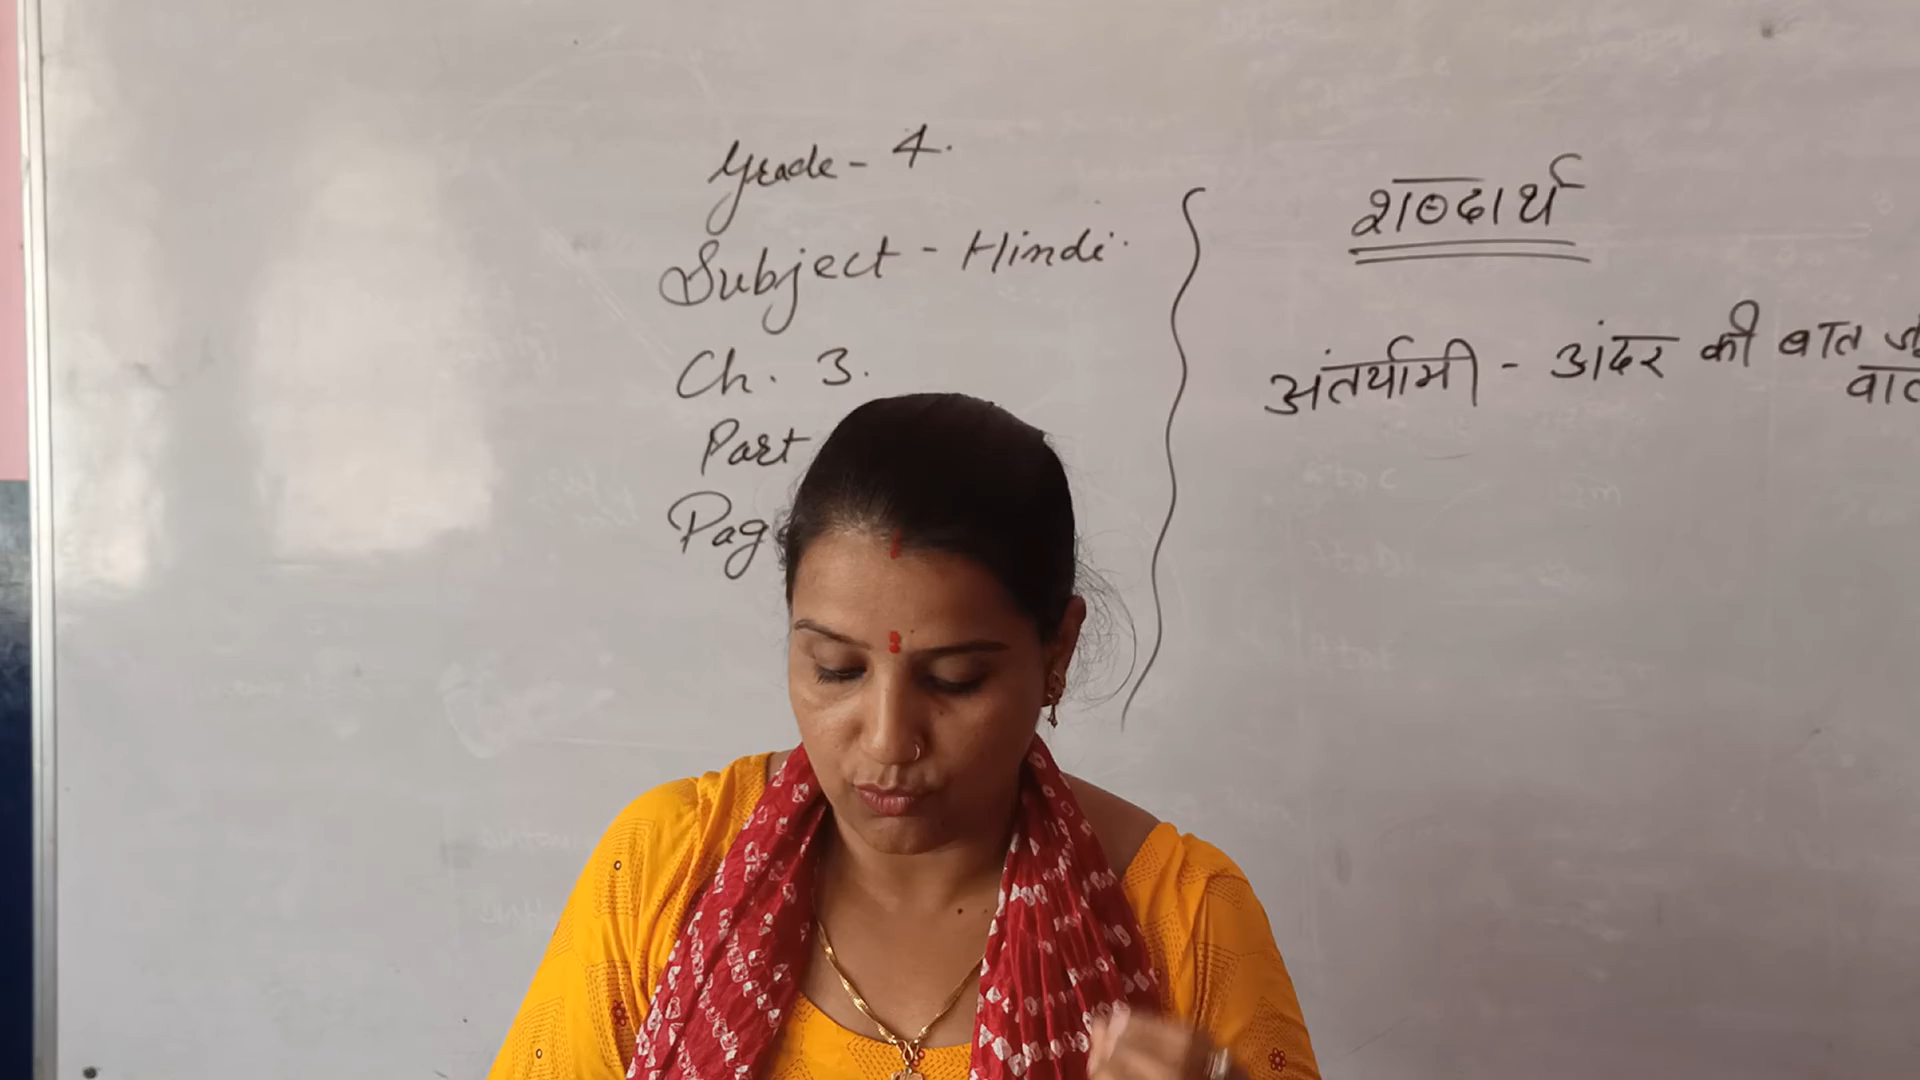 Grade - 4.
Subject - Hindi.
Ch. 3.
Part
शब्दार्थ
अंतर्यामी - अंदर की बात